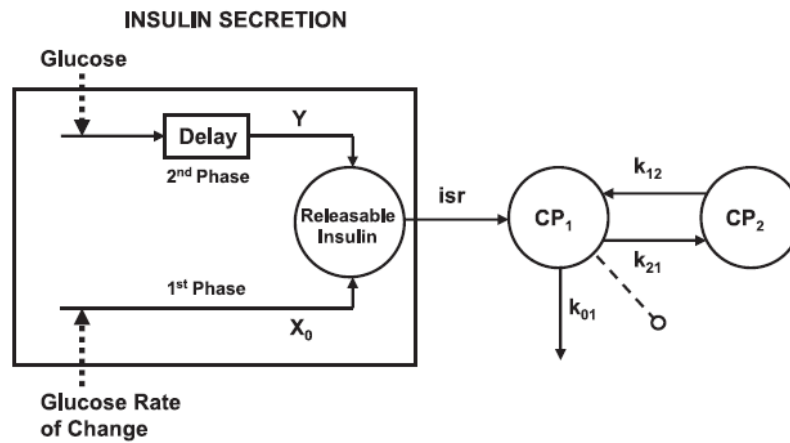 INSULIN SECRETION
Glucose
Delay
Y
2nd Phase
Releasable
Insulin
isr
CP1
k12
CP2
k21
1st Phase
X0
k01
Glucose Rate
of Change